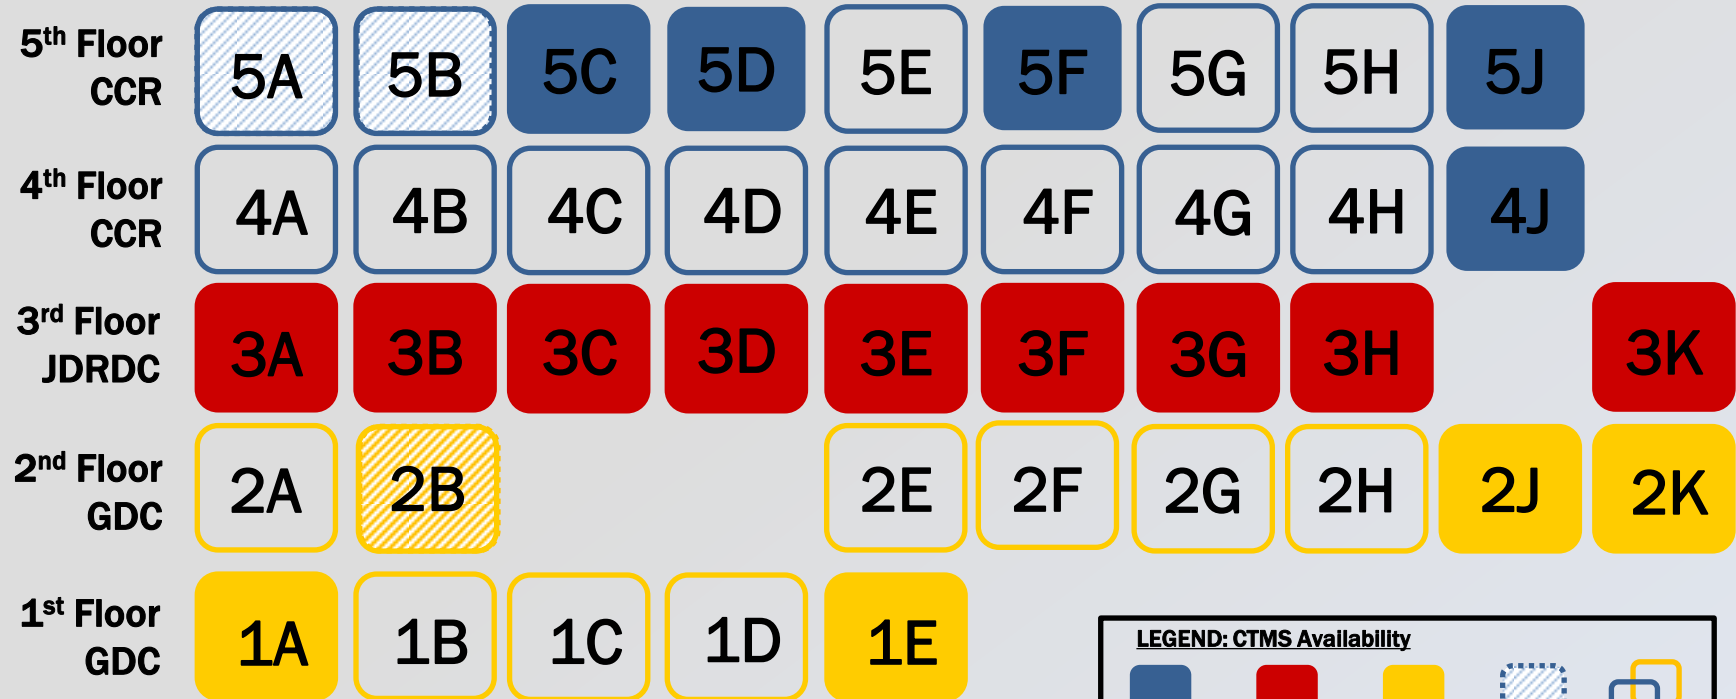 5th Floor
CCR
5A 5B 5C 5D 5E 5F 5G 5H 5J
4th Floor
CCR
4A 4B 4C 4D 4E 4F 4G 4H 4J
3rd Floor
JDRDC
3A 3B 3C 3D 3E 3F 3G 3H 3K
2nd Floor
GDC
2A 2B 2E 2F 2G 2H 2J 2K
1st Floor
GDC
1A 1B 1C 1D 1E
LEGEND: CTMS Availability